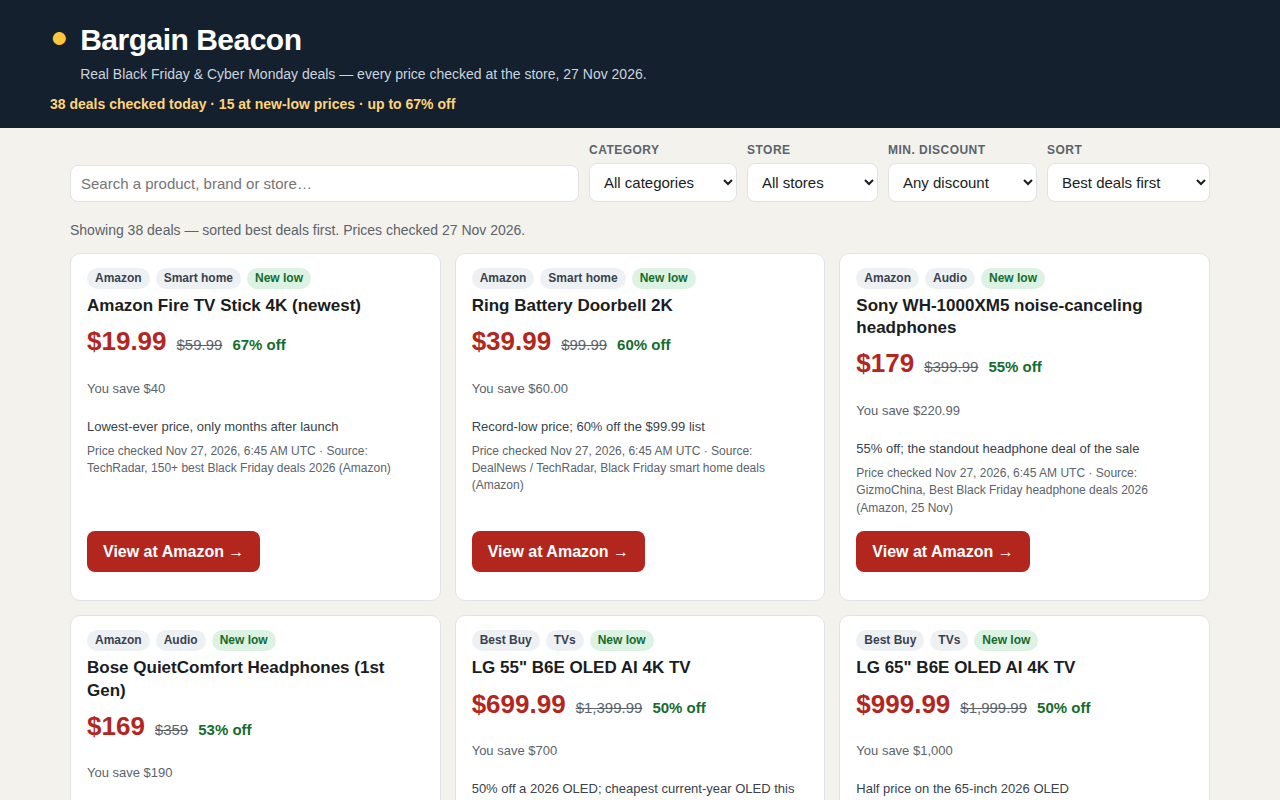 Bargain Beacon
Real Black Friday & Cyber Monday deals — every price checked at the store, 27 Nov 2026.
38 deals checked today · 15 at new-low prices · up to 67% off
CATEGORY
STORE
MIN. DISCOUNT
SORT
Search a product, brand or store…
All categories
All stores
Any discount
Best deals first
Showing 38 deals — sorted best deals first. Prices checked 27 Nov 2026.
Amazon Smart home New low
Amazon Fire TV Stick 4K (newest)
$19.99 $59.99 67% off
You save $40
Lowest-ever price, only months after launch
Price checked Nov 27, 2026, 6:45 AM UTC · Source:
TechRadar, 150+ best Black Friday deals 2026 (Amazon)
View at Amazon →
Amazon Smart home New low
Ring Battery Doorbell 2K
$39.99 $99.99 60% off
You save $60.00
Record-low price; 60% off the $99.99 list
Price checked Nov 27, 2026, 6:45 AM UTC · Source:
DealNews / TechRadar, Black Friday smart home deals
(Amazon)
View at Amazon →
Amazon Audio New low
Sony WH-1000XM5 noise-canceling
headphones
$179 $399.99 55% off
You save $220.99
55% off; the standout headphone deal of the sale
Price checked Nov 27, 2026, 6:45 AM UTC · Source:
GizmoChina, Best Black Friday headphone deals 2026
(Amazon, 25 Nov)
View at Amazon →
Amazon Audio New low
Bose QuietComfort Headphones (1st
Gen)
$169 $359 53% off
You save $190
Best Buy TVs New low
LG 55" B6E OLED AI 4K TV
$699.99 $1,399.99 50% off
You save $700
50% off a 2026 OLED; cheapest current-year OLED this
Best Buy TVs New low
LG 65" B6E OLED AI 4K TV
$999.99 $1,999.99 50% off
You save $1,000
Half price on the 65-inch 2026 OLED